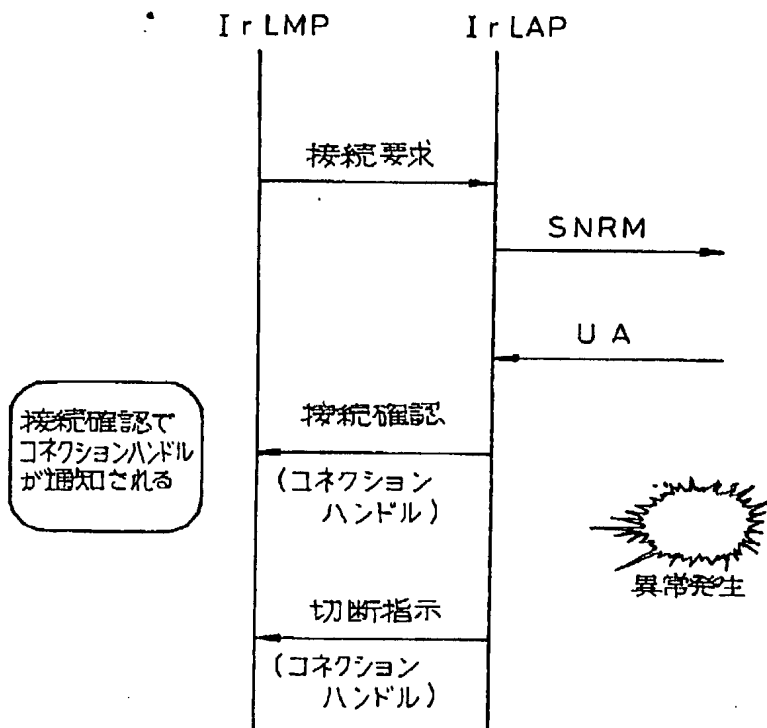 IrLMP IrLAP
接続要求
SNRM
UA
接続確認で
コネクションハンドル
が通知される
接続確認
(コネクション
ハンドル)
異常発生
切断指示
(コネクション
ハンドル)